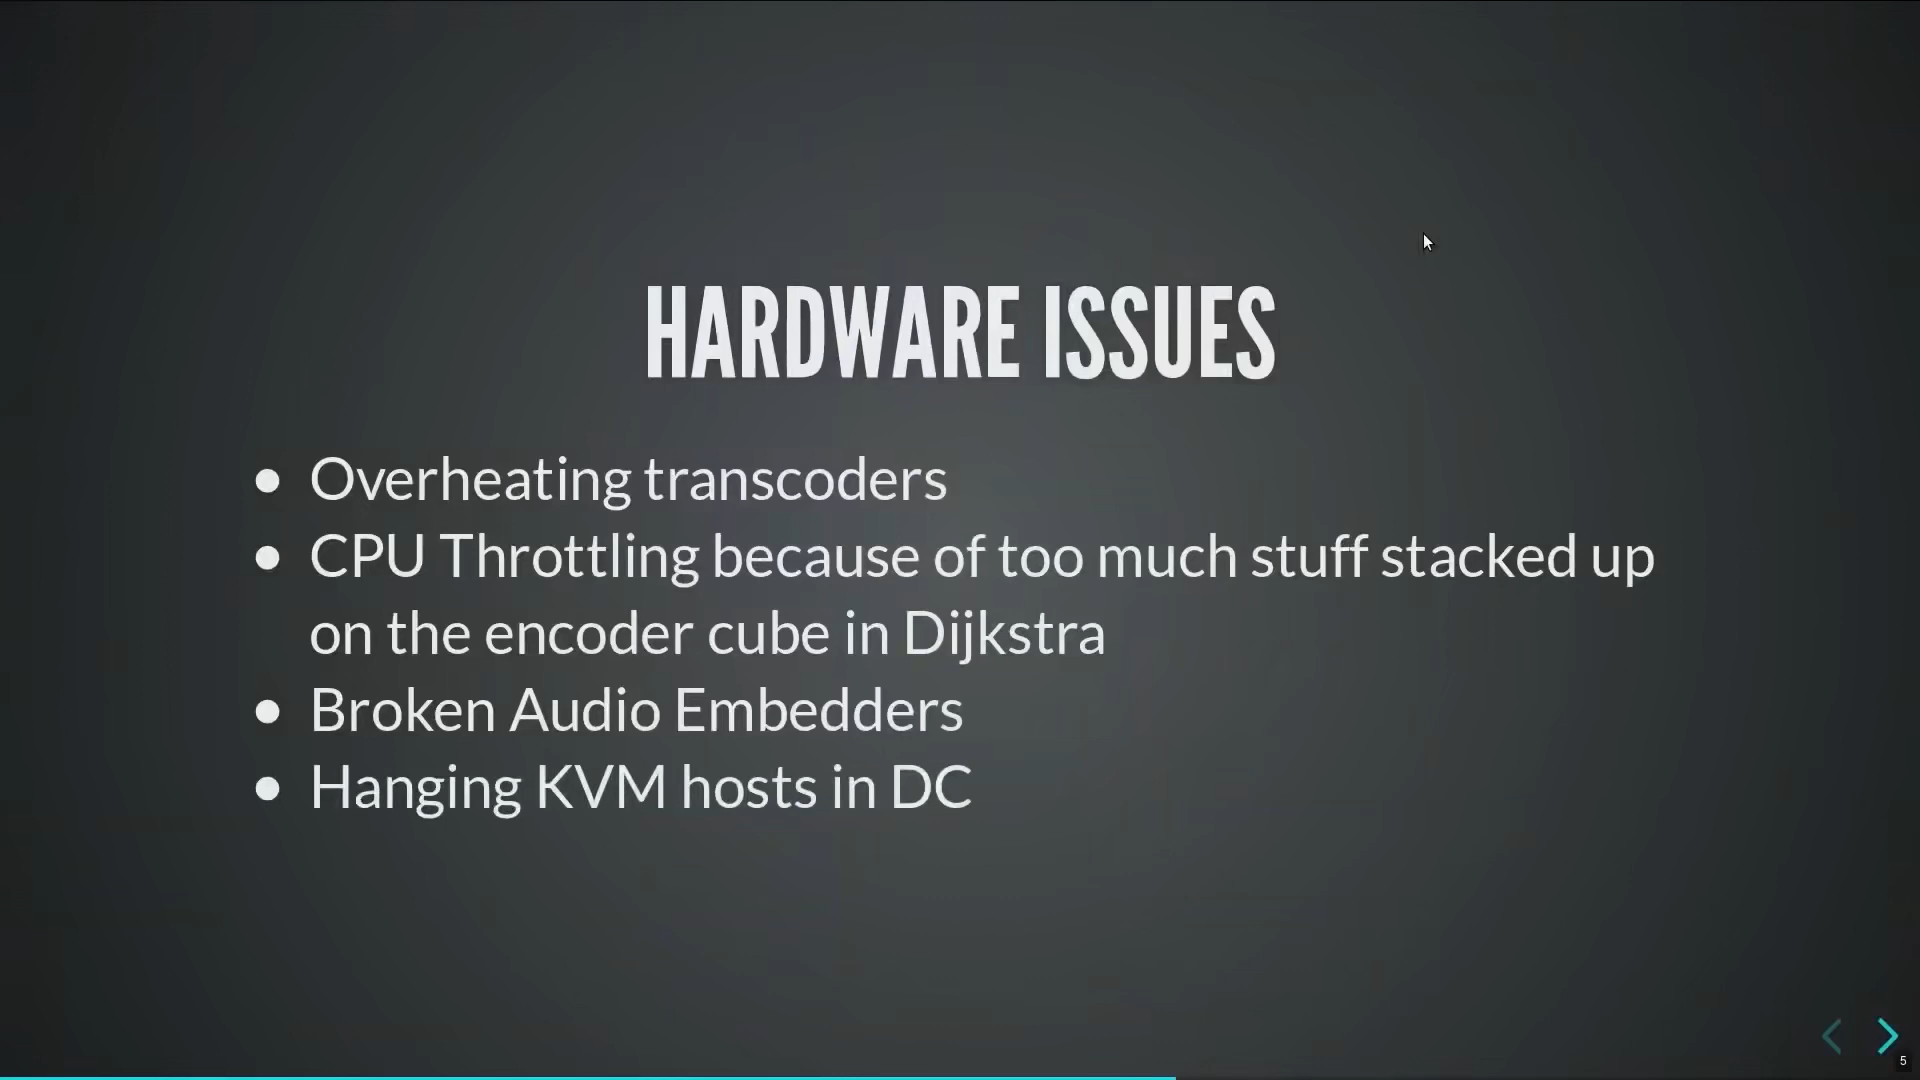 HARDWARE ISSUES
• Overheating transcoders
• CPU Throttling because of too much stuff stacked up
on the encoder cube in Dijkstra
• Broken Audio Embedders
• Hanging KVM hosts in DC
5